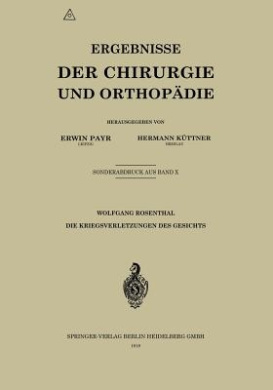 ERGEBNISSE
DER CHIRURGIE
UND ORTHOPÄDIE
HERAUSGEGEBEN VON
ERWIN PAYR HERMANN KÜTTNER
LEIPZIG BRESLAU
SONDERABDRUCK AUS BAND X
WOLFGANG ROSENTHAL
DIE KRIEGSVERLETZUNGEN DES GESICHTS
SPRINGER-VERLAG BERLIN HEIDELBERG GMBH